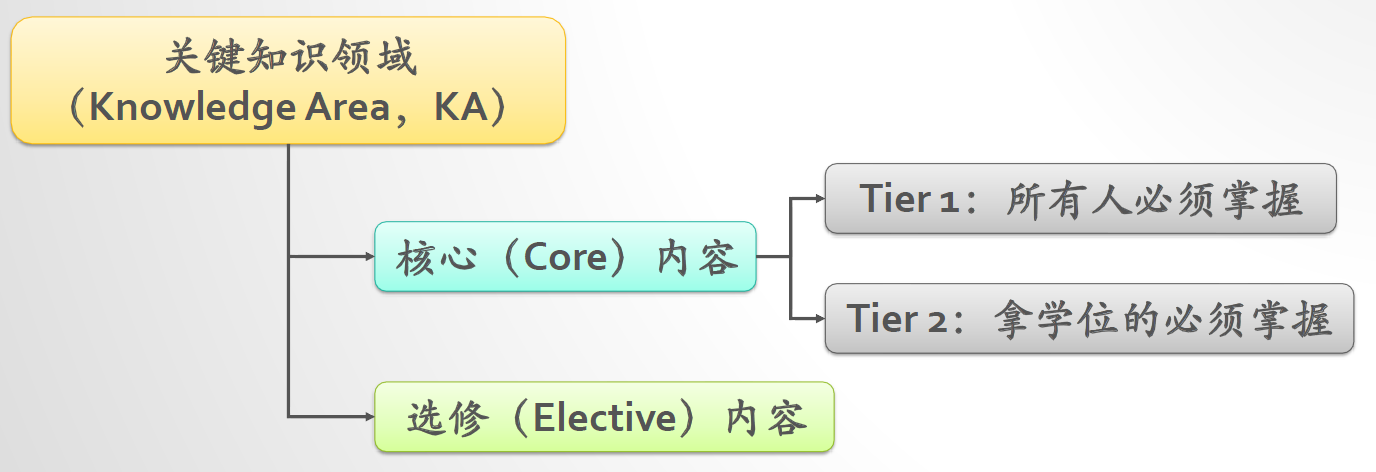 关键知识领域
（Knowledge Area，KA）
Tier 1：所有人必须掌握
核心（Core）内容
Tier 2：拿学位的必须掌握
选修（Elective）内容